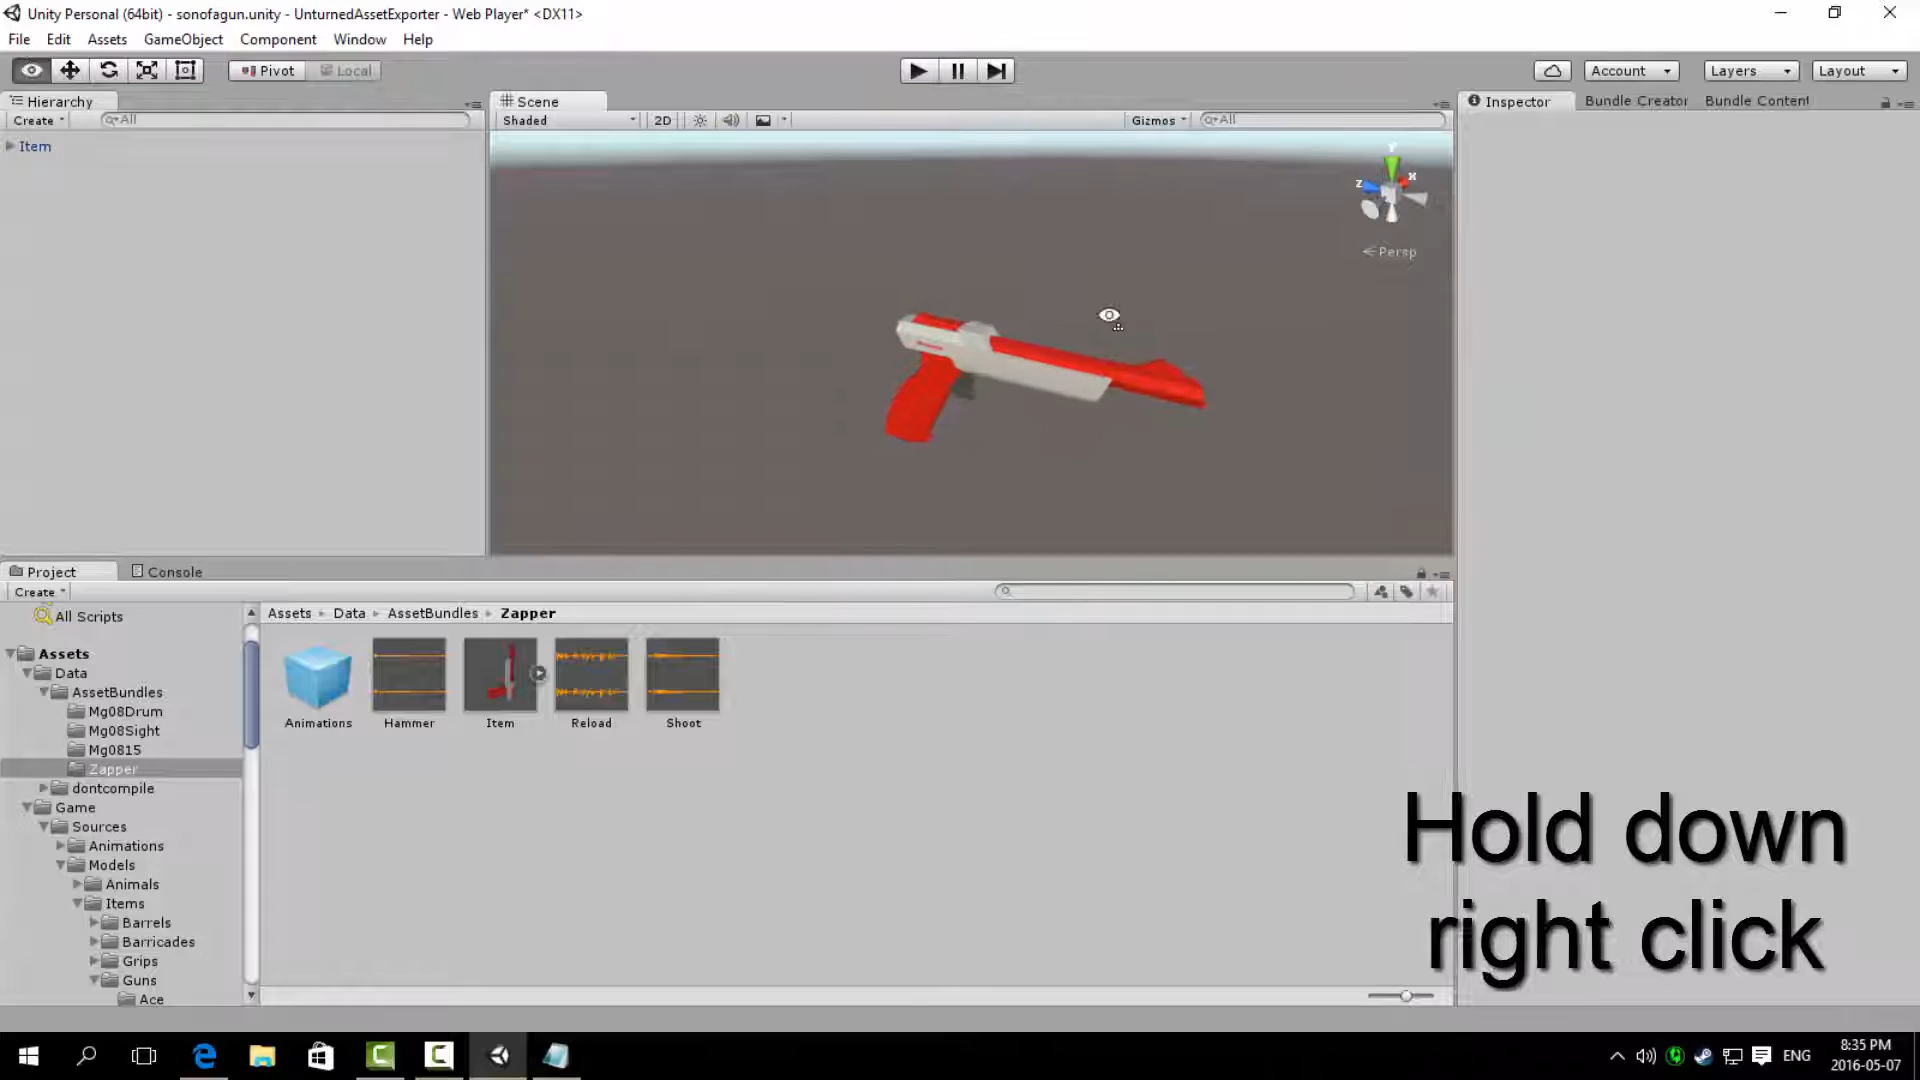 Unity Personal (64bit) - sonofagun.unity - UnturnedAssetExporter - Web Player* <DX11>
File Edit Assets GameObject Component Window Help
Pivot Local Account Layers Layout
Hierarchy Scene Inspector Bundle Creator Bundle Content
Create All Shaded 2D Gizmos All
Item
Y
Z X
Persp
Project Console
Create
All Scripts
Assets Data AssetBundles Zapper
Assets
Data
AssetBundles
Mg08Drum
Mg08Sight
Mg0815
Zapper
dontcompile
Game
Sources
Animations
Models
Animals
Items
Barrels
Barricades
Grips
Guns
Ace
Animations Hammer Item Reload Shoot
Hold down
right click
ENG
8:35 PM
2016-05-07